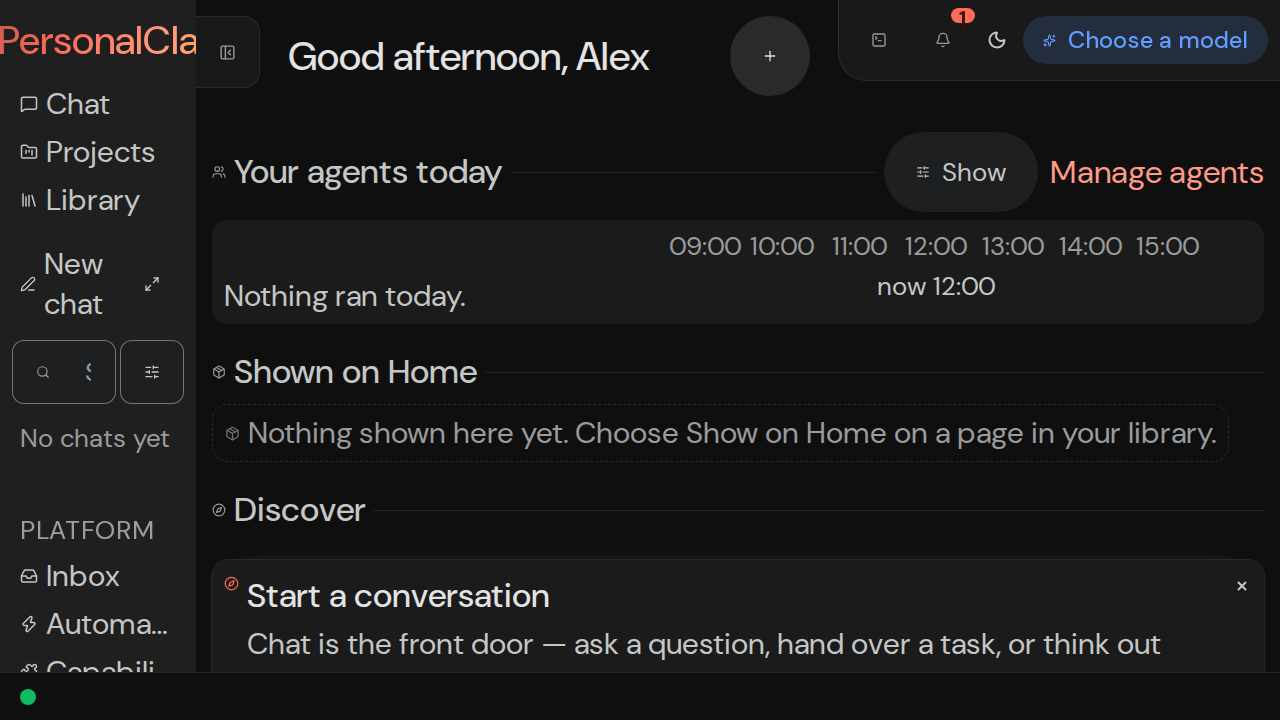 PersonalCla
Chat
Projects
Library
New
chat
No chats yet
PLATFORM
Inbox
Automa...
Good afternoon, Alex
1
Choose a model
Your agents today
Show
Manage agents
09:00 10:00 11:00 12:00 13:00 14:00 15:00
now 12:00
Nothing ran today.
Shown on Home
Nothing shown here yet. Choose Show on Home on a page in your library.
Discover
Start a conversation
Chat is the front door — ask a question, hand over a task, or think out